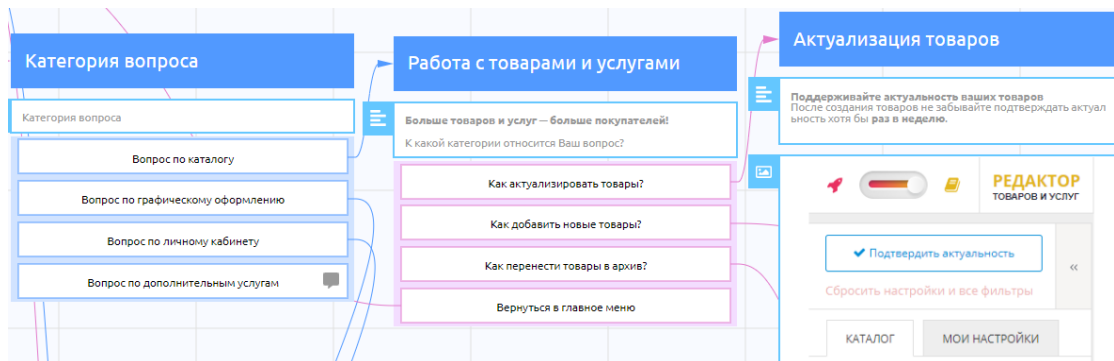 Категория вопроса
Категория вопроса
Вопрос по каталогу
Вопрос по графическому оформлению
Вопрос по личному кабинету
Вопрос по дополнительным услугам
Работа с товарами и услугами
Больше товаров и услуг — больше покупателей!
К какой категории относится Ваш вопрос?
Как актуализировать товары?
Как добавить новые товары?
Как перенести товары в архив?
Вернуться в главное меню
Актуализация товаров
Поддерживайте актуальность ваших товаров
После создания товаров не забывайте подтверждать актуал
ьность хотя бы раз в неделю.
РЕДАКТОР
ТОВАРОВ И УСЛУГ
Подтвердить актуальность
«
Сбросить настройки и все фильтры
КАТАЛОГ
МОИ НАСТРОЙКИ